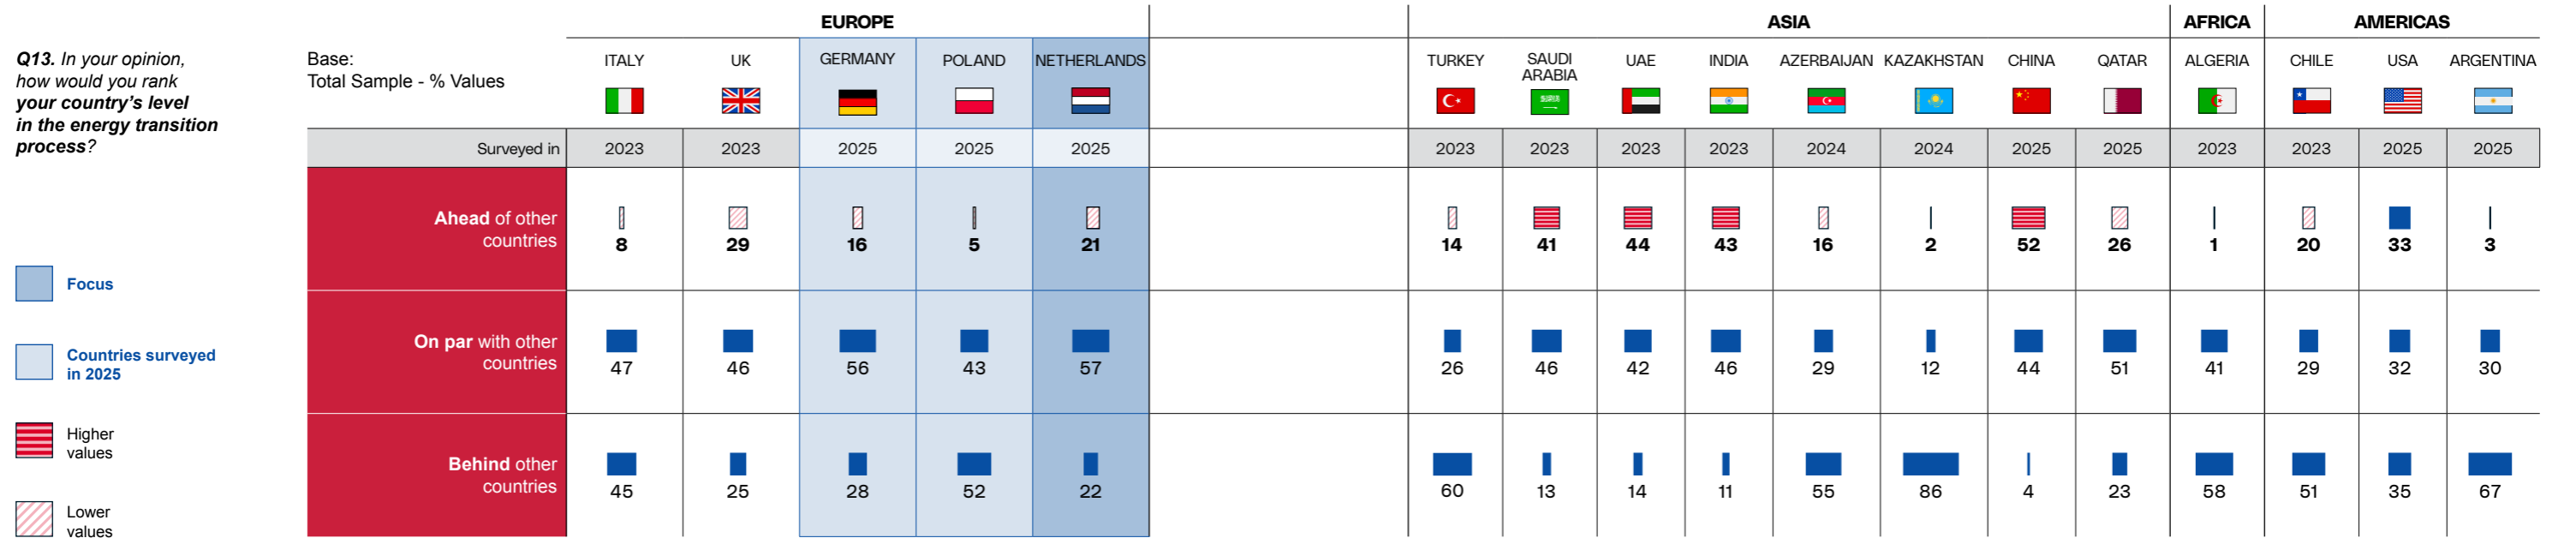 EUROPE ASIA AFRICA AMERICAS
Q13. In your opinion,
how would you rank
your country's level
in the energy transition
process?
Base:
Total Sample - % Values
ITALY UK GERMANY POLAND NETHERLANDS TURKEY SAUDI ARABIA UAE INDIA AZERBAIJAN KAZAKHSTAN CHINA QATAR ALGERIA CHILE USA ARGENTINA
Surveyed in 2023 2023 2025 2025 2025 2023 2023 2023 2023 2024 2024 2025 2025 2023 2023 2025 2025
Ahead of other
countries
8 29 16 5 21 14 41 44 43 16 2 52 26 1 20 33 3
On par with other
countries
47 46 56 43 57 26 46 42 46 29 12 44 51 41 29 32 30
Behind other
countries
45 25 28 52 22 60 13 14 11 55 86 4 23 58 51 35 67
Focus
Countries surveyed
in 2025
Higher
values
Lower
values